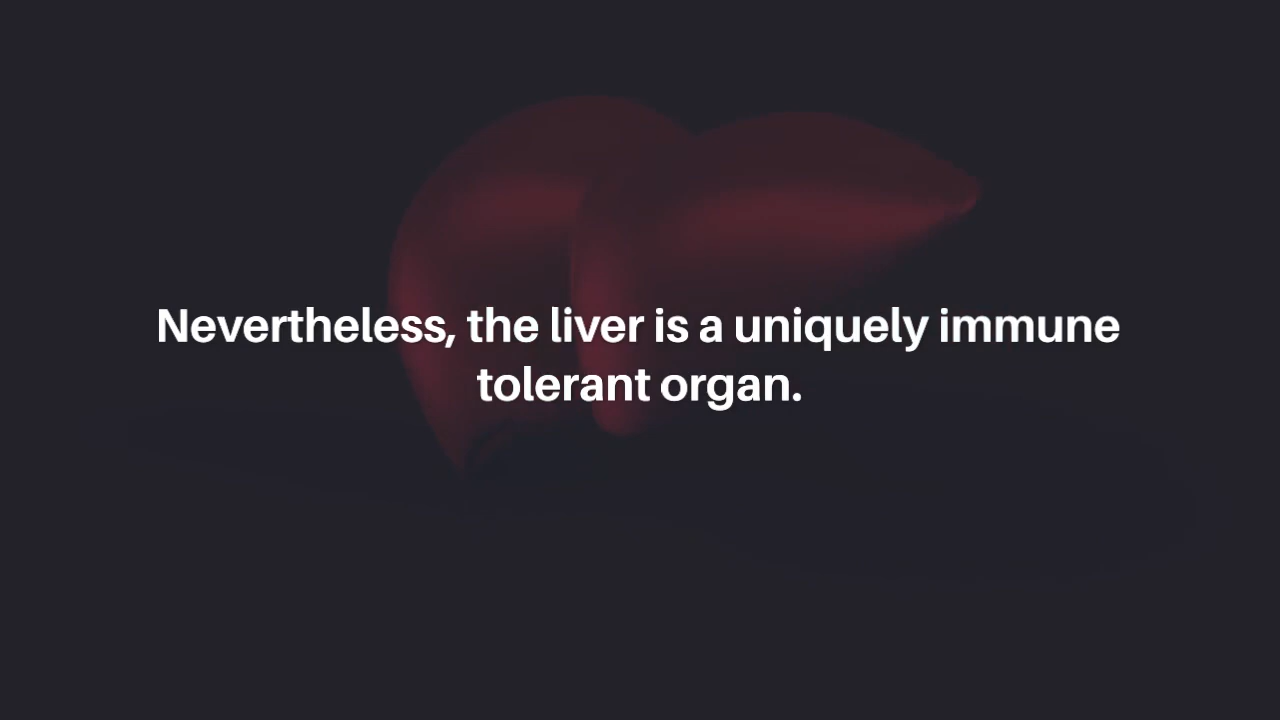 Nevertheless, the liver is a uniquely immune
tolerant organ.